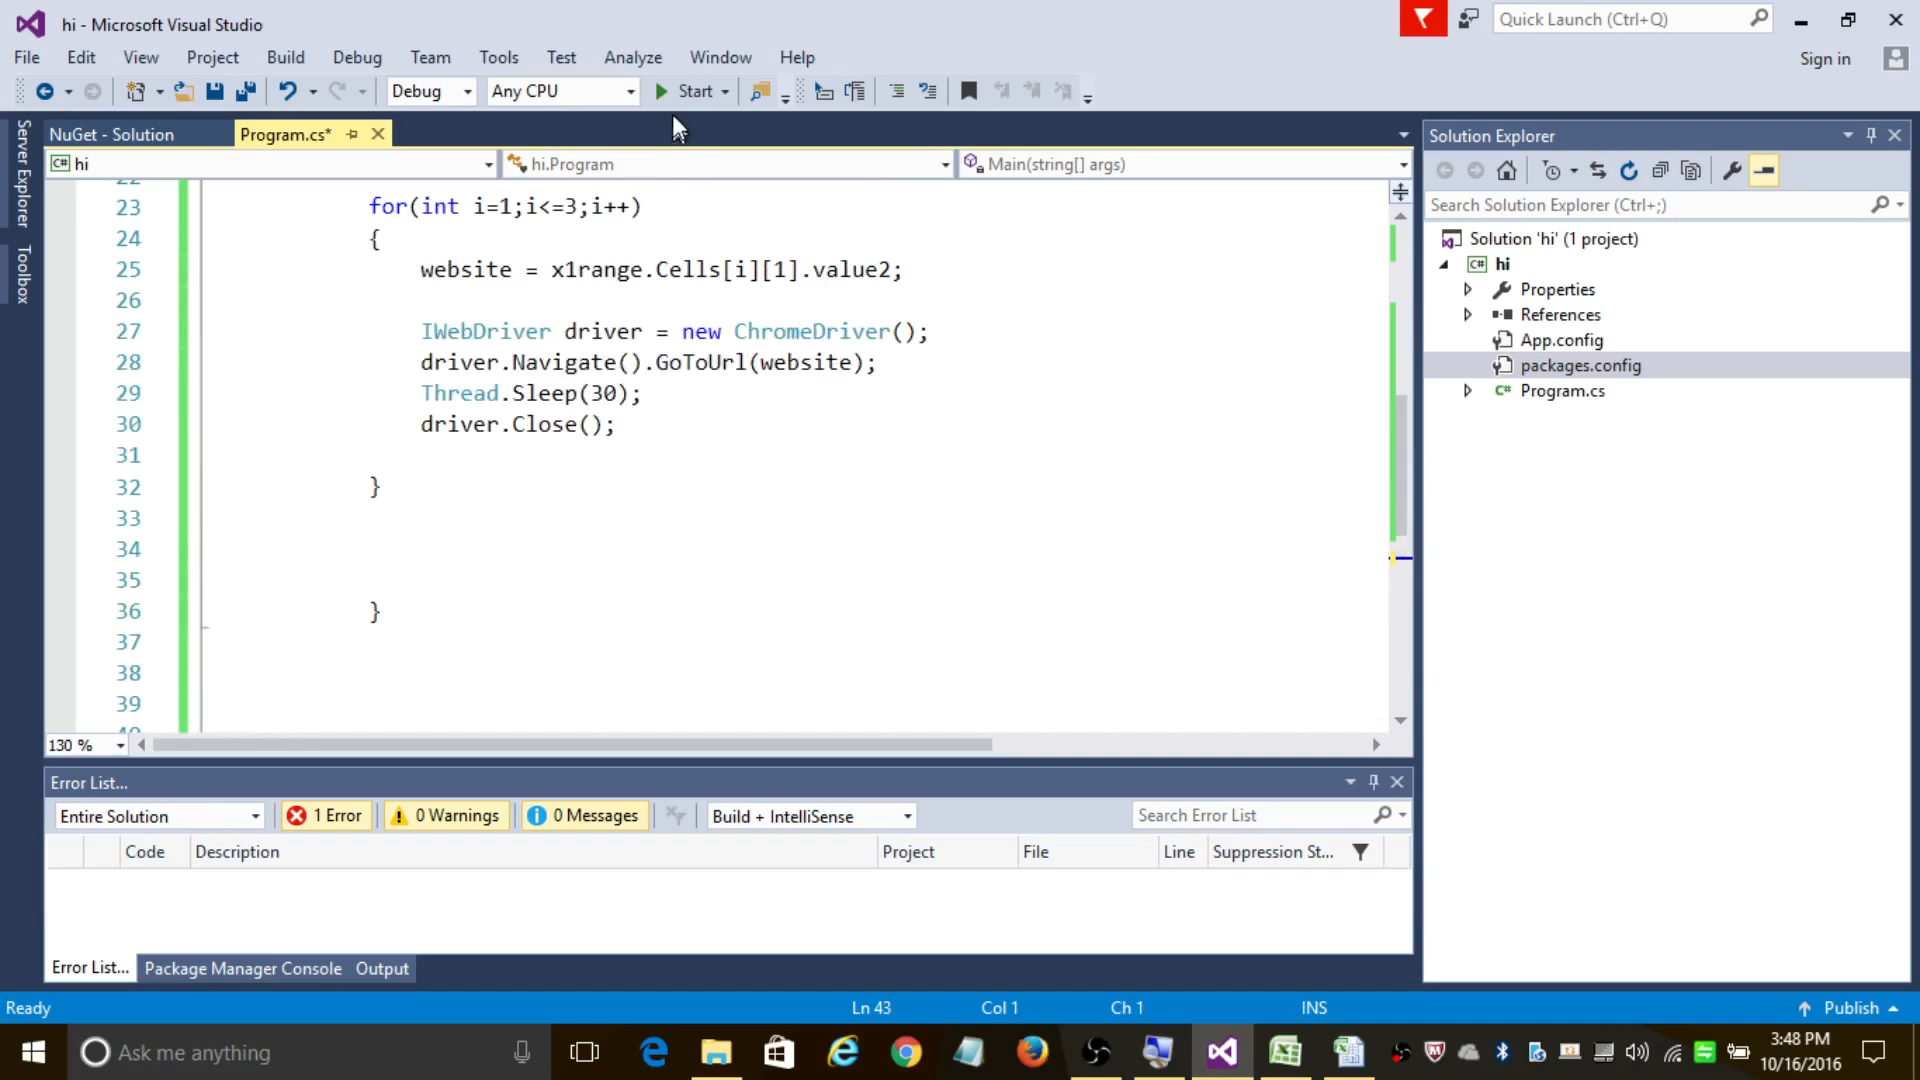 hi - Microsoft Visual Studio
Quick Launch (Ctrl+Q)
File Edit View Project Build Debug Team Tools Test Analyze Window Help
Sign in
Debug Any CPU Start
Server Explorer
Toolbox
NuGet - Solution Program.cs*
C# hi hi.Program Main(string[] args)
23 for(int i=1;i<=3;i++)
24 {
25 website = x1range.Cells[i][1].value2;
26
27 IWebDriver driver = new ChromeDriver();
28 driver.Navigate().GoToUrl(website);
29 Thread.Sleep(30);
30 driver.Close();
31
32 }
33
34
35
36 }
37
38
39
130 %
Solution Explorer
Search Solution Explorer (Ctrl+;)
Solution 'hi' (1 project)
C# hi
Properties
References
App.config
packages.config
C# Program.cs
Error List...
Entire Solution 1 Error 0 Warnings 0 Messages Build + IntelliSense Search Error List
Code Description Project File Line Suppression St...
Error List... Package Manager Console Output
Ready Ln 43 Col 1 Ch 1 INS Publish
Ask me anything
3:48 PM
10/16/2016